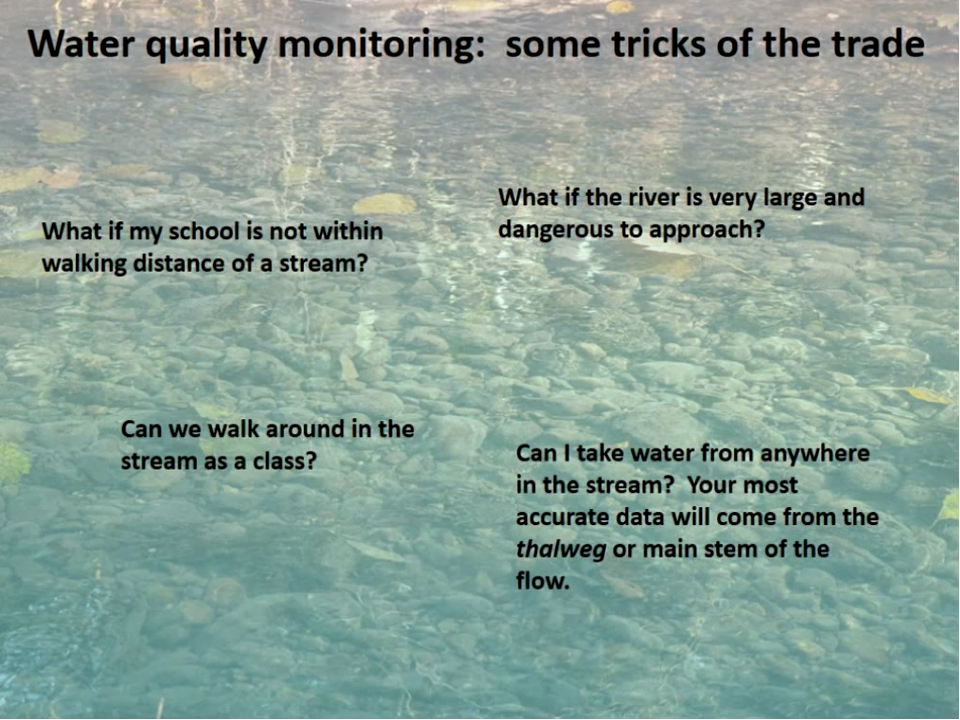 Water quality monitoring:  some tricks of the trade
What if my school is not within
walking distance of a stream?
What if the river is very large and
dangerous to approach?
Can we walk around in the
stream as a class?
Can I take water from anywhere
in the stream?  Your most
accurate data will come from the
thalweg or main stem of the
flow.